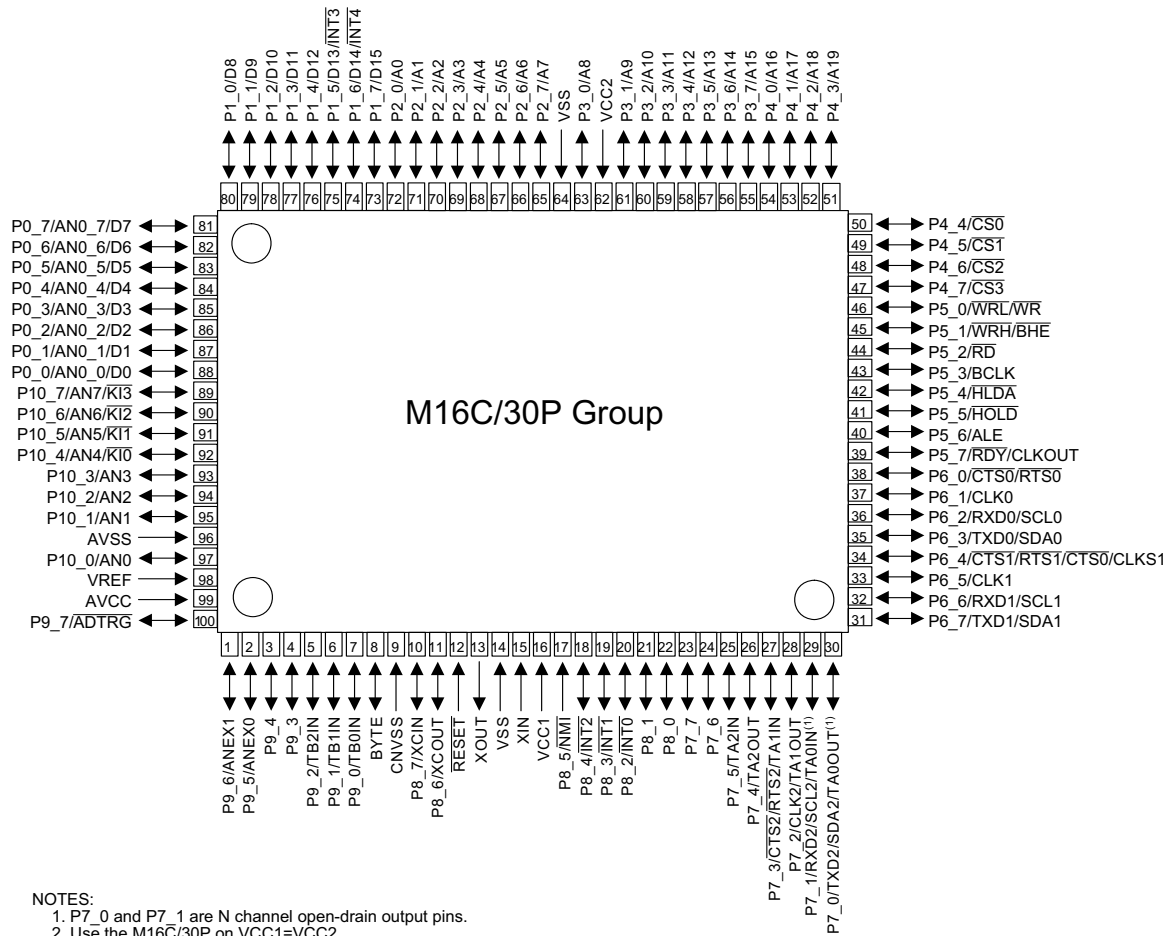 P1_0/D8
P1_1/D9
P1_2/D10
P1_3/D11
P1_4/D12
P1_5/D13/INT3
P1_6/D14/INT4
P1_7/D15
P2_0/A0
P2_1/A1
P2_2/A2
P2_3/A3
P2_4/A4
P2_5/A5
P2_6/A6
P2_7/A7
VSS
P3_0/A8
VCC2
P3_1/A9
P3_2/A10
P3_3/A11
P3_4/A12
P3_5/A13
P3_6/A14
P3_7/A15
P4_0/A16
P4_1/A17
P4_2/A18
P4_3/A19
80 79 78 77 76 75 74 73 72 71 70 69 68 67 66 65 64 63 62 61 60 59 58 57 56 55 54 53 52 51
P0_7/AN0_7/D7 81
P0_6/AN0_6/D6 82
P0_5/AN0_5/D5 83
P0_4/AN0_4/D4 84
P0_3/AN0_3/D3 85
P0_2/AN0_2/D2 86
P0_1/AN0_1/D1 87
P0_0/AN0_0/D0 88
P10_7/AN7/KI3 89
P10_6/AN6/KI2 90
P10_5/AN5/KI1 91
P10_4/AN4/KI0 92
P10_3/AN3 93
P10_2/AN2 94
P10_1/AN1 95
AVSS 96
P10_0/AN0 97
VREF 98
AVCC 99
P9_7/ADTRG 100
M16C/30P Group
50 P4_4/CS0
49 P4_5/CS1
48 P4_6/CS2
47 P4_7/CS3
46 P5_0/WRL/WR
45 P5_1/WRH/BHE
44 P5_2/RD
43 P5_3/BCLK
42 P5_4/HLDA
41 P5_5/HOLD
40 P5_6/ALE
39 P5_7/RDY/CLKOUT
38 P6_0/CTS0/RTS0
37 P6_1/CLK0
36 P6_2/RXD0/SCL0
35 P6_3/TXD0/SDA0
34 P6_4/CTS1/RTS1/CTS0/CLKS1
33 P6_5/CLK1
32 P6_6/RXD1/SCL1
31 P6_7/TXD1/SDA1
1 2 3 4 5 6 7 8 9 10 11 12 13 14 15 16 17 18 19 20 21 22 23 24 25 26 27 28 29 30
P9_6/ANEX1
P9_5/ANEX0
P9_4
P9_3
P9_2/TB2IN
P9_1/TB1IN
P9_0/TB0IN
BYTE
CNVSS
P8_7/XCIN
P8_6/XCOUT
RESET
XOUT
VSS
XIN
VCC1
P8_5/NMI
P8_4/INT2
P8_3/INT1
P8_2/INT0
P8_1
P8_0
P7_7
P7_6
P7_5/TA2IN
P7_4/TA2OUT
P7_3/CTS2/RTS2/TA1IN
P7_2/CLK2/TA1OUT
P7_1/RXD2/SCL2/TA0IN(1)
P7_0/TXD2/SDA2/TA0OUT(1)
NOTES:
1. P7_0 and P7_1 are N channel open-drain output pins.
2. Use the M16C/30P on VCC1=VCC2